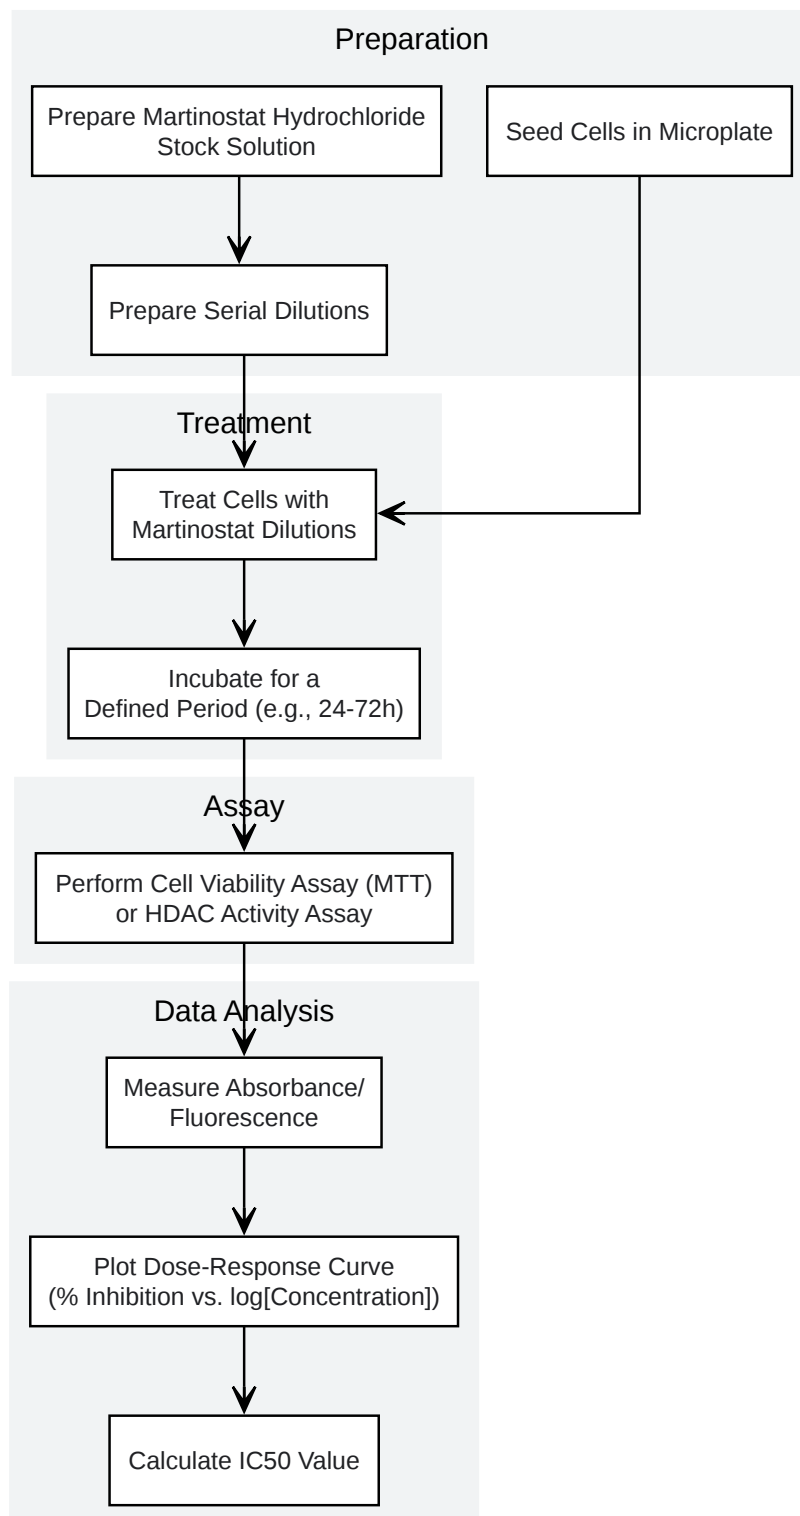 Preparation
Prepare Martinostat Hydrochloride
Stock Solution
Seed Cells in Microplate
Prepare Serial Dilutions
Treatment
Treat Cells with
Martinostat Dilutions
Incubate for a
Defined Period (e.g., 24-72h)
Assay
Perform Cell Viability Assay (MTT)
or HDAC Activity Assay
Data Analysis
Measure Absorbance/
Fluorescence
Plot Dose-Response Curve
(% Inhibition vs. log[Concentration])
Calculate IC50 Value